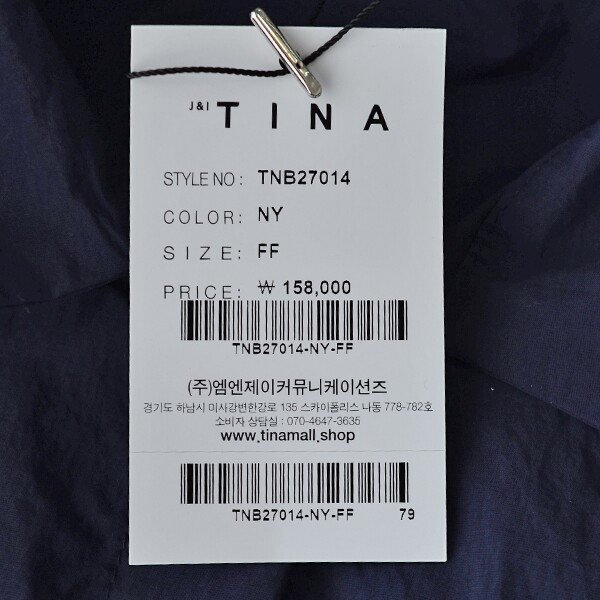 J&I TINA
STYLE NO: TNB27014
COLOR: NY
SIZE: FF
PRICE: ₩ 158,000
TNB27014-NY-FF
(주)엠엔제이커뮤니케이션즈
경기도 하남시 미사강변한강로 135 스카이폴리스 나동 778-782호
소비자 상담실 : 070-4647-3635
www.tinamall.shop
TNB27014-NY-FF 79